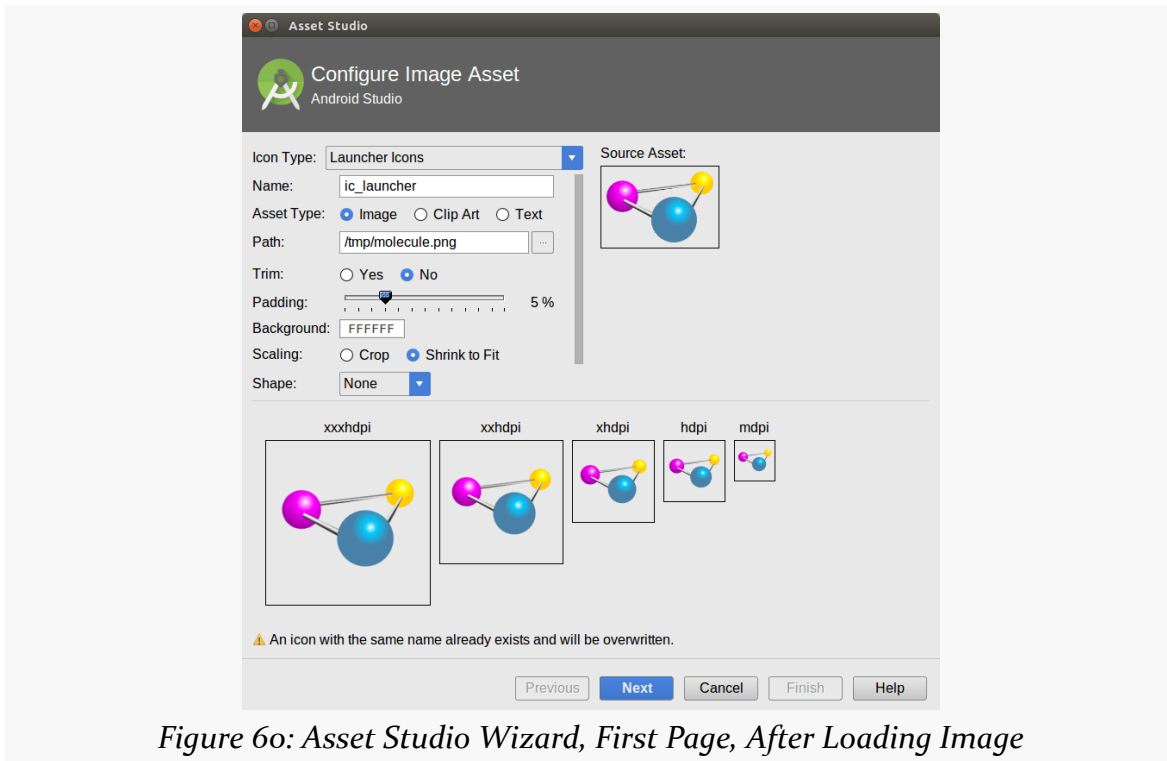 Asset Studio
Configure Image Asset
Android Studio
Icon Type: Launcher Icons
Source Asset:
Name: ic_launcher
Asset Type: Image Clip Art Text
Path: /tmp/molecule.png ...
Trim: Yes No
Padding: 5 %
Background: FFFFFF
Scaling: Crop Shrink to Fit
Shape: None
xxxhdpi xxhdpi xhdpi hdpi mdpi
An icon with the same name already exists and will be overwritten.
Previous Next Cancel Finish Help
Figure 60: Asset Studio Wizard, First Page, After Loading Image